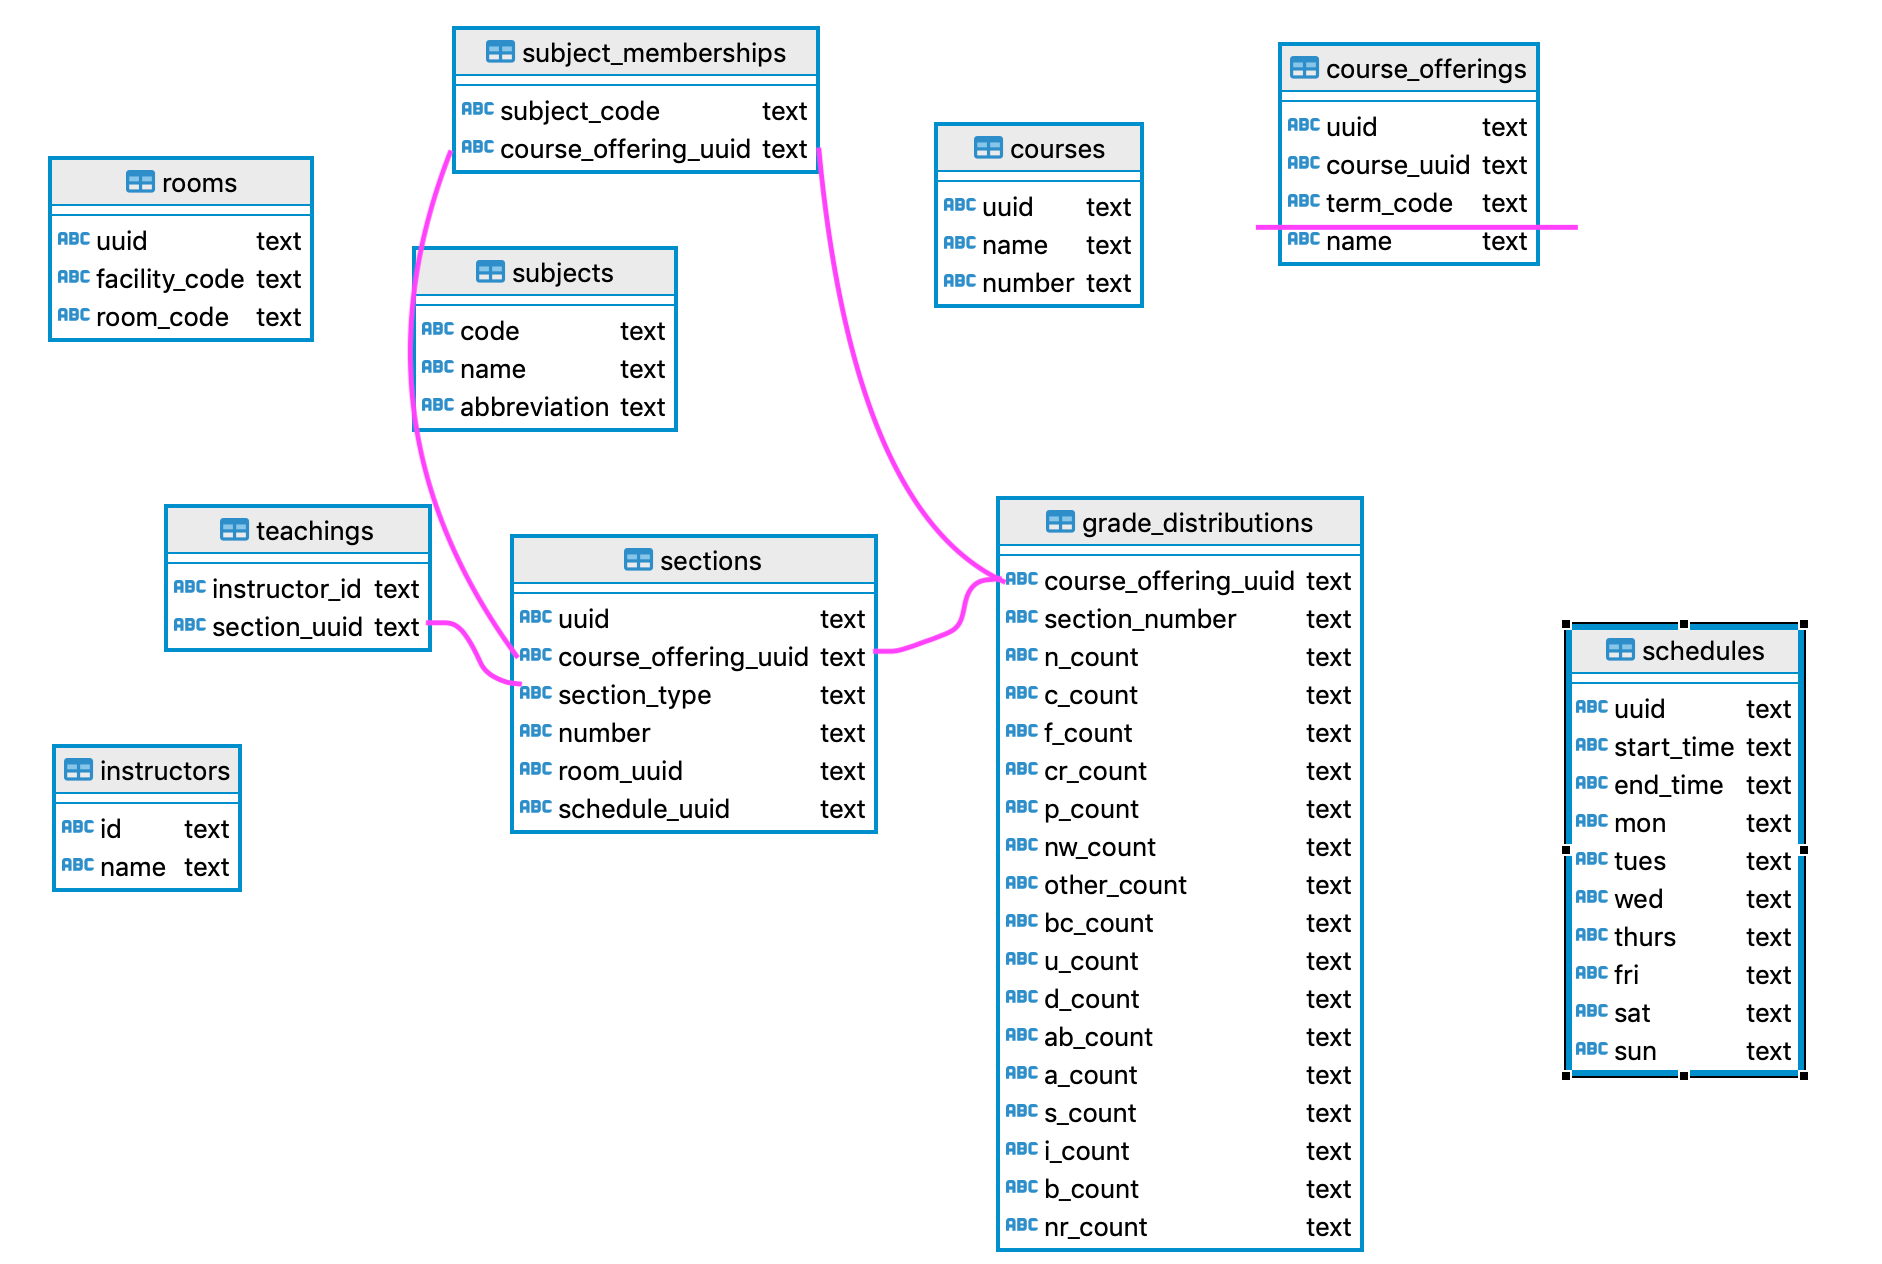 subject_memberships
ABC subject_code text
ABC course_offering_uuid text
course_offerings
ABC uuid text
ABC course_uuid text
ABC term_code text
ABC name text
courses
ABC uuid text
ABC name text
ABC number text
rooms
ABC uuid text
ABC facility_code text
ABC room_code text
subjects
ABC code text
ABC name text
ABC abbreviation text
teachings
ABC instructor_id text
ABC section_uuid text
sections
ABC uuid text
ABC course_offering_uuid text
ABC section_type text
ABC number text
ABC room_uuid text
ABC schedule_uuid text
grade_distributions
ABC course_offering_uuid text
ABC section_number text
ABC n_count text
ABC c_count text
ABC f_count text
ABC cr_count text
ABC p_count text
ABC nw_count text
ABC other_count text
ABC bc_count text
ABC u_count text
ABC d_count text
ABC ab_count text
ABC a_count text
ABC s_count text
ABC i_count text
ABC b_count text
ABC nr_count text
schedules
ABC uuid text
ABC start_time text
ABC end_time text
ABC mon text
ABC tues text
ABC wed text
ABC thurs text
ABC fri text
ABC sat text
ABC sun text
instructors
ABC id text
ABC name text